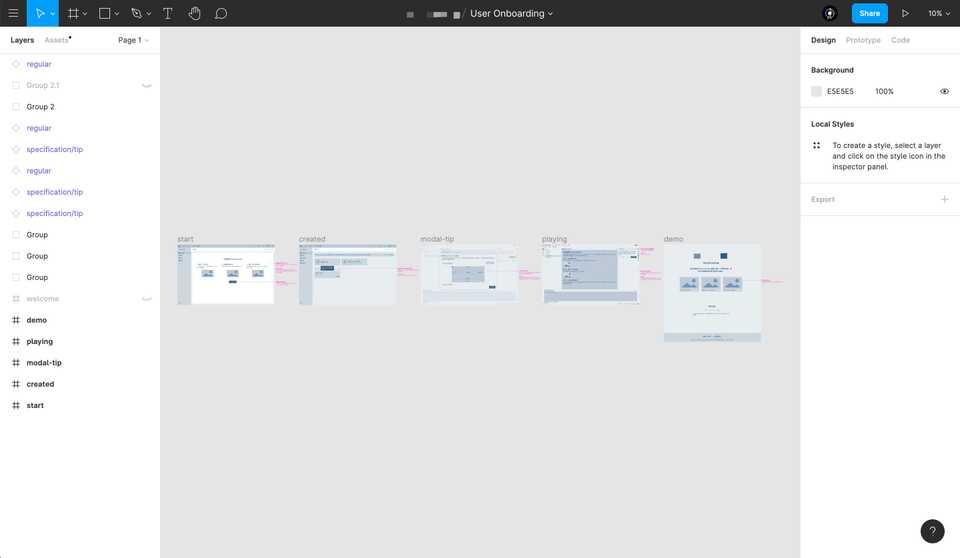 / User Onboarding
Share
10%
Layers
Assets
Page 1
regular
Group 2.1
Group 2
regular
specification/tip
regular
specification/tip
specification/tip
Group
Group
Group
welcome
demo
playing
modal-tip
created
start
start
created
modal-tip
playing
demo
Design
Prototype
Code
Background
E5E5E5
100%
Local Styles
To create a style, select a layer
and click on the style icon in the
inspector panel.
Export
?